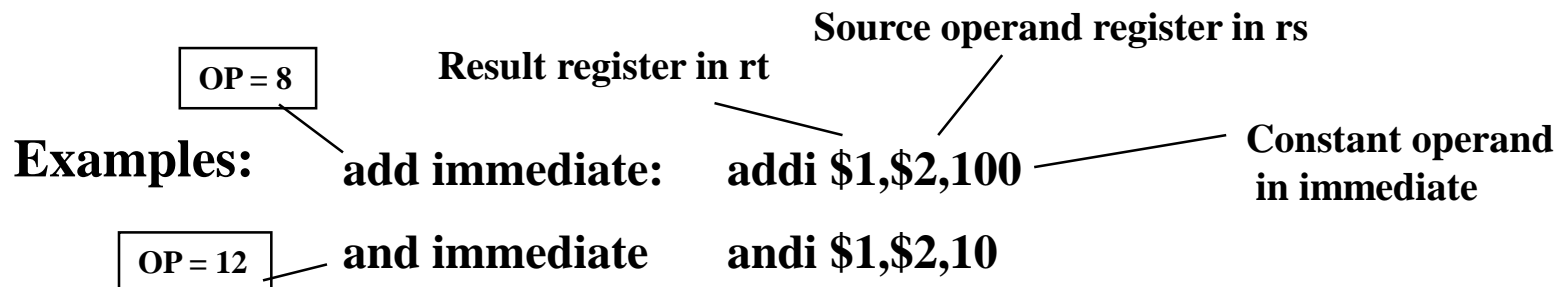 Source operand register in rs
Result register in rt
OP = 8
Examples: add immediate: addi $1,$2,100
Constant operand
in immediate
OP = 12 and immediate andi $1,$2,10